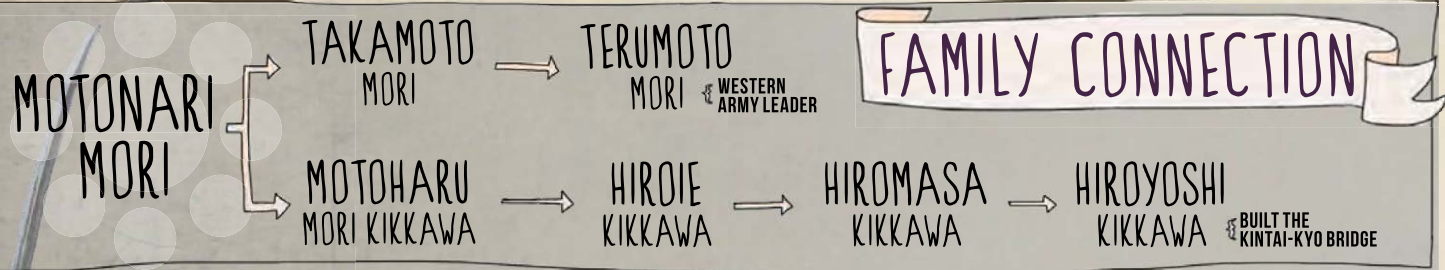 FAMILY CONNECTION
MOTONARI
MORI
TAKAMOTO
MORI
TERUMOTO
MORI
WESTERN
ARMY LEADER
MOTOHARU
MORI KIKKAWA
HIROIE
KIKKAWA
HIROMASA
KIKKAWA
HIROYOSHI
KIKKAWA
BUILT THE
KINTAI-KYO BRIDGE